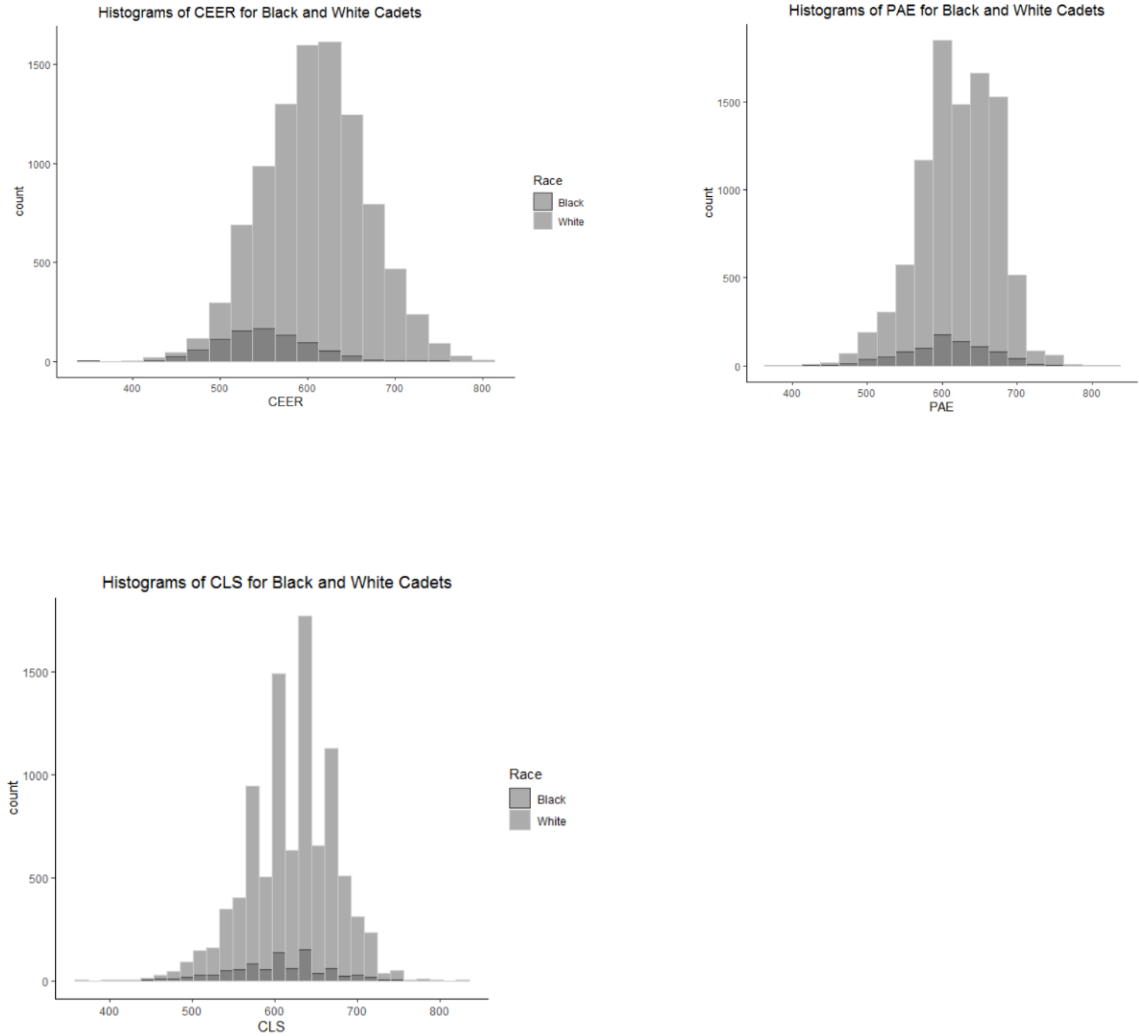 Histograms of CEER for Black and White Cadets
1500
1000
500
0
count
400 500 600 700 800
CEER
Race
Black
White
Histograms of PAE for Black and White Cadets
1500
1000
500
0
count
400 500 600 700 800
PAE
Histograms of CLS for Black and White Cadets
1500
1000
500
0
count
400 500 600 700 800
CLS
Race
Black
White